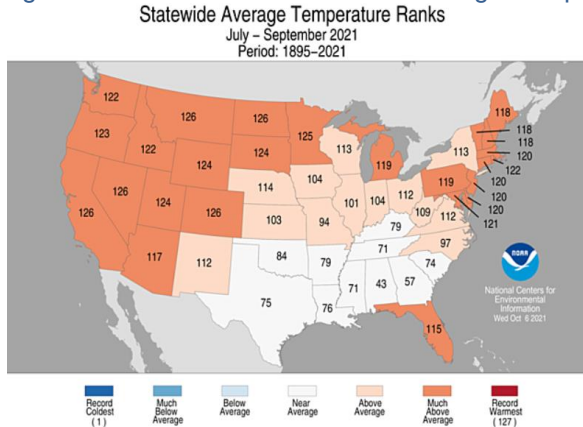 Statewide Average Temperature Ranks
July – September 2021
Period: 1895–2021
122
126
126
125
118
123
122
124
124
113
119
113
118
118
120
122
126
126
124
126
114
104
101
104
112
119
120
120
120
121
103
94
79
109
112
117
112
84
79
71
97
74
75
76
71
43
57
115
NOAA
National Centers for
Environmental
Information
Wed Oct 6 2021
Record
Coldest
(1)
Much
Below
Average
Below
Average
Near
Average
Above
Average
Much
Above
Average
Record
Warmest
(127)